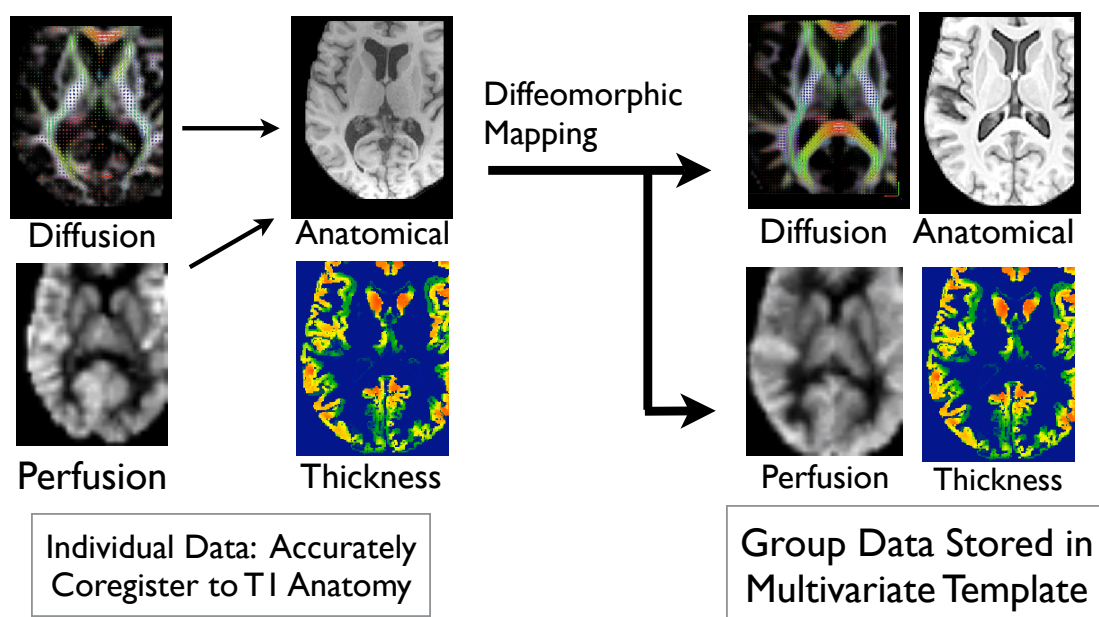 Diffusion
Anatomical
Perfusion
Thickness
Individual Data: Accurately
Coregister to T1 Anatomy
Diffeomorphic
Mapping
Diffusion
Anatomical
Perfusion
Thickness
Group Data Stored in
Multivariate Template